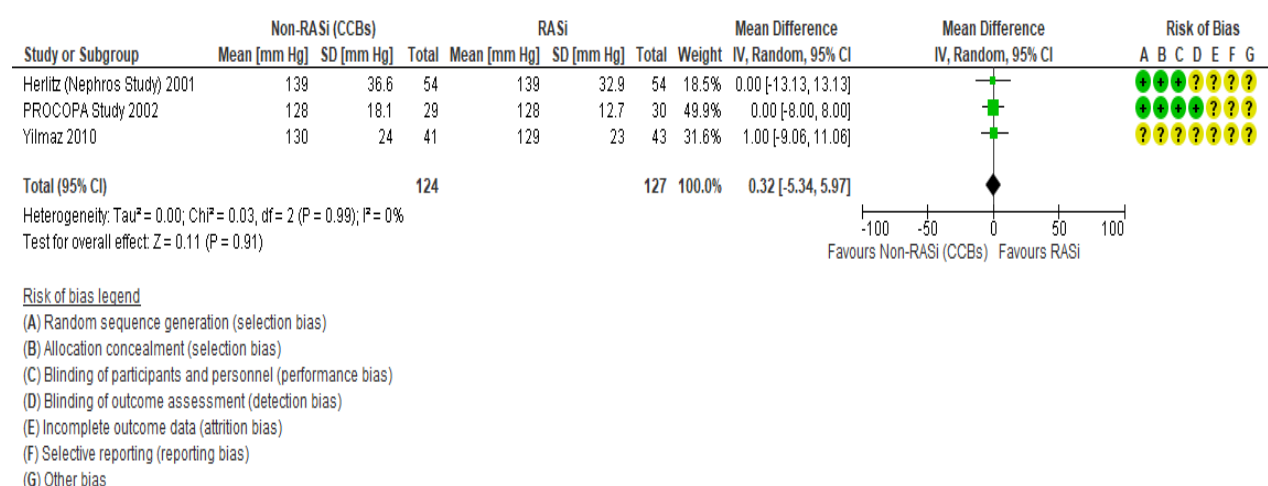 Non-RASi (CCBs) RASi Mean Difference Mean Difference Risk of Bias
Study or Subgroup Mean [mm Hg] SD [mm Hg] Total Mean [mm Hg] SD [mm Hg] Total Weight IV, Random, 95% CI IV, Random, 95% CI A B C D E F G
Herlitz (Nephros Study) 2001 139 36.6 54 139 32.9 54 18.5% 0.00 [-13.13, 13.13] + + + ? ? ? ?
PROCOPA Study 2002 128 18.1 29 128 12.7 30 49.9% 0.00 [-8.00, 8.00] + + + + ? ? ?
Yilmaz 2010 130 24 41 129 23 43 31.6% 1.00 [-9.06, 11.06] ? ? ? ? ? ? ?
Total (95% CI) 124 127 100.0% 0.32 [-5.34, 5.97]
Heterogeneity: Tau² = 0.00; Chi² = 0.03, df = 2 (P = 0.99); I² = 0%
Test for overall effect: Z = 0.11 (P = 0.91)
-100 -50 0 50 100
Favours Non-RASi (CCBs) Favours RASi
Risk of bias legend
(A) Random sequence generation (selection bias)
(B) Allocation concealment (selection bias)
(C) Blinding of participants and personnel (performance bias)
(D) Blinding of outcome assessment (detection bias)
(E) Incomplete outcome data (attrition bias)
(F) Selective reporting (reporting bias)
(G) Other bias